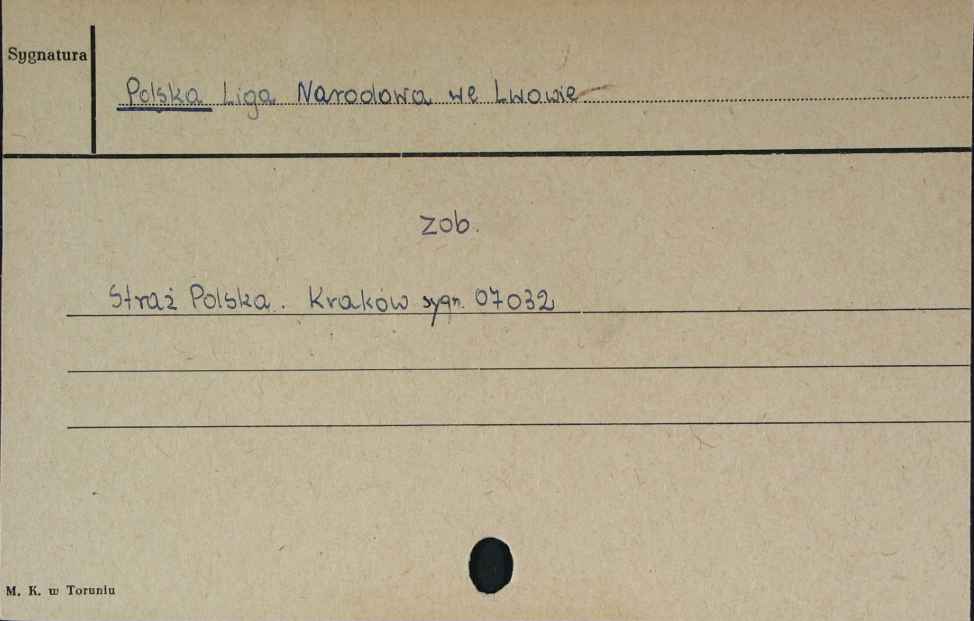 Sygnatura
Polska Liga Narodowa we Lwowie
zob.
Straż Polska. Kraków sygn. 07032
M. K. w Toruniu